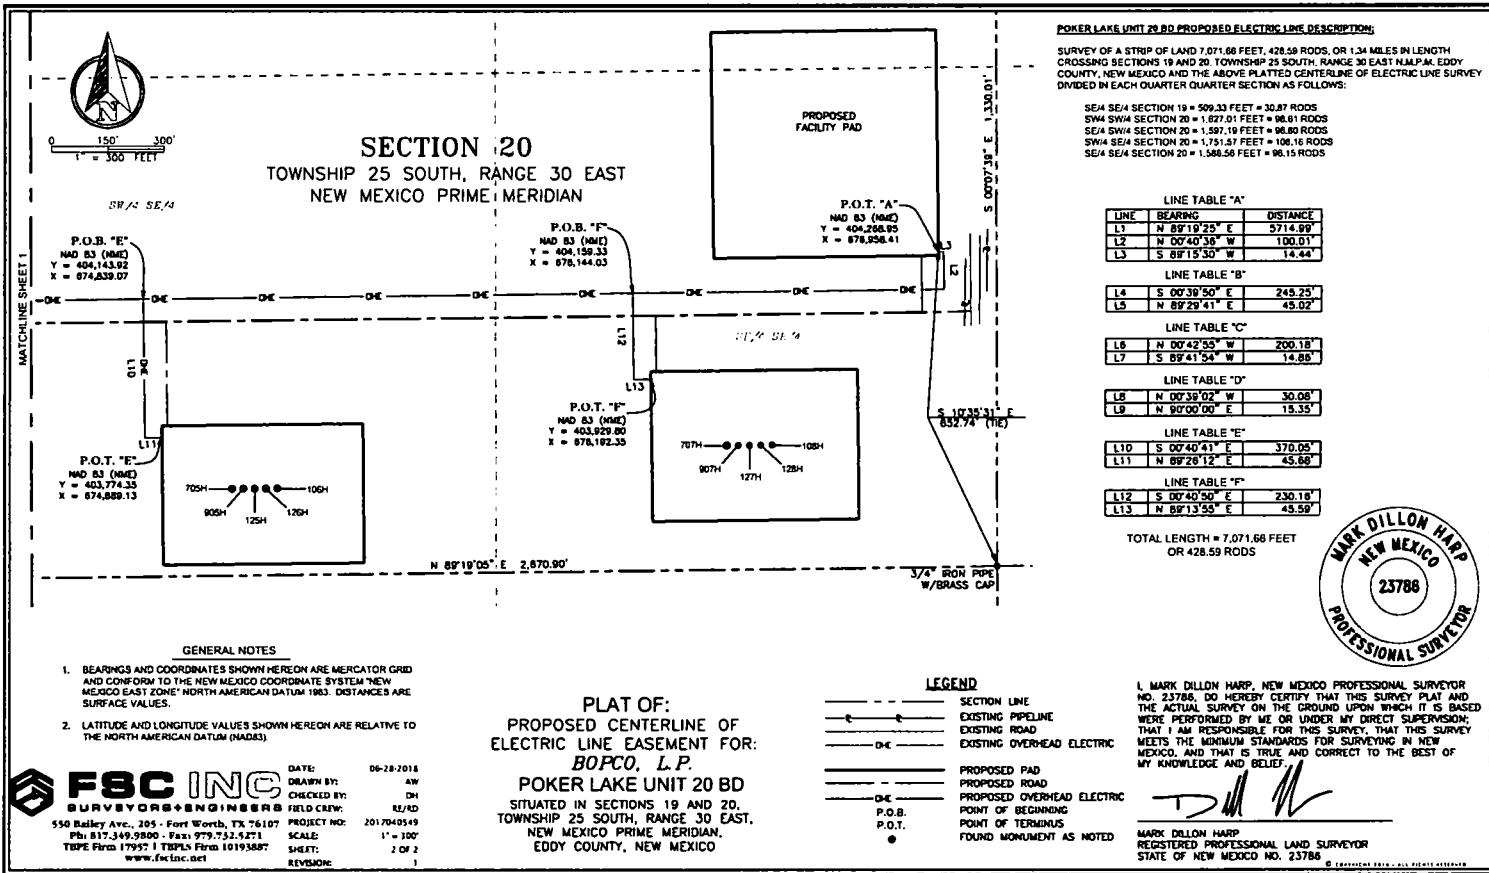 POKER LAKE UNIT 20 BD PROPOSED ELECTRIC LINE DESCRIPTION:
SURVEY OF A STRIP OF LAND 7,071.66 FEET, 428.59 RODS, OR 1.34 MILES IN LENGTH
CROSSING SECTIONS 19 AND 20, TOWNSHIP 25 SOUTH, RANGE 30 EAST N.M.P.M. EDDY
COUNTY, NEW MEXICO AND THE ABOVE PLATTED CENTERLINE OF ELECTRIC LINE SURVEY
DIVIDED IN EACH QUARTER QUARTER SECTION AS FOLLOWS:
SE/4 SE/4 SECTION 19 = 509.33 FEET = 30.87 RODS
SW/4 SW/4 SECTION 20 = 1,627.01 FEET = 98.61 RODS
SE/4 SW/4 SECTION 20 = 1,597.19 FEET = 96.80 RODS
SW/4 SE/4 SECTION 20 = 1,751.57 FEET = 106.16 RODS
SE/4 SE/4 SECTION 20 = 1,586.56 FEET = 96.15 RODS
N
0 150' 300'
1" = 300 FEET
SECTION 20
TOWNSHIP 25 SOUTH, RANGE 30 EAST
NEW MEXICO PRIME MERIDIAN
SW/4 SE/4
PROPOSED
FACILITY PAD
S 00°07'39" E 1,330.01'
MATCHLINE SHEET 1
P.O.B. "E"
NAD 83 (NME)
Y = 404,143.92
X = 674,839.07
P.O.B. "F"
NAD 83 (NME)
Y = 404,159.33
X = 676,144.03
P.O.T. "A"
NAD 83 (NME)
Y = 404,268.95
X = 676,956.41
L3
L2
OHE OHE OHE OHE OHE OHE OHE OHE
L12
SE/4 SE/4
OHE
L10
L13
L11
P.O.T. "F"
NAD 83 (NME)
Y = 403,929.80
X = 676,192.35
S 10°35'31" E
852.74' (TIE)
P.O.T. "E"
NAD 83 (NME)
Y = 403,774.35
X = 674,889.13
707H 108H
907H 127H 128H
705H 106H
905H 125H 126H
N 89°19'05" E 2,670.90'
3/4" IRON PIPE
W/BRASS CAP
LINE TABLE "A"
LINE BEARING DISTANCE
L1 N 89°19'25" E 5714.99'
L2 N 00°40'36" W 100.01'
L3 S 89°15'30" W 14.44'
LINE TABLE "B"
L4 S 00°39'50" E 245.25'
L5 N 89°29'41" E 45.02'
LINE TABLE "C"
L6 N 00°42'55" W 200.18'
L7 S 89°41'54" W 14.86'
LINE TABLE "D"
L8 N 00°39'02" W 30.08'
L9 N 90°00'00" E 15.35'
LINE TABLE "E"
L10 S 00°40'41" E 370.05'
L11 N 89°26'12" E 45.68'
LINE TABLE "F"
L12 S 00°40'50" E 230.16'
L13 N 89°13'55" E 45.59'
TOTAL LENGTH = 7,071.66 FEET
OR 428.59 RODS
MARK DILLON HARP
NEW MEXICO
23786
PROFESSIONAL SURVEYOR
GENERAL NOTES
1. BEARINGS AND COORDINATES SHOWN HEREON ARE MERCATOR GRID
AND CONFORM TO THE NEW MEXICO COORDINATE SYSTEM "NEW
MEXICO EAST ZONE" NORTH AMERICAN DATUM 1983. DISTANCES ARE
SURFACE VALUES.
2. LATITUDE AND LONGITUDE VALUES SHOWN HEREON ARE RELATIVE TO
THE NORTH AMERICAN DATUM (NAD83).
FSC INC
SURVEYORS+ENGINEERS
550 Bailey Ave., 205 - Fort Worth, TX 76107
Ph: 817.349.9800 - Fax: 979.732.5271
TBPE Firm 17957 | TBPLS Firm 10193887
www.fscinc.net
DATE: 06-28-2018
DRAWN BY: AW
CHECKED BY: DH
FIELD CREW: RE/RD
PROJECT NO: 2017040549
SCALE: 1" = 300'
SHEET: 2 OF 2
REVISION: 1
PLAT OF:
PROPOSED CENTERLINE OF
ELECTRIC LINE EASEMENT FOR:
BOPCO, L.P.
POKER LAKE UNIT 20 BD
SITUATED IN SECTIONS 19 AND 20,
TOWNSHIP 25 SOUTH, RANGE 30 EAST,
NEW MEXICO PRIME MERIDIAN,
EDDY COUNTY, NEW MEXICO
LEGEND
SECTION LINE
EXISTING PIPELINE
EXISTING ROAD
OHE EXISTING OVERHEAD ELECTRIC
PROPOSED PAD
PROPOSED ROAD
OHE PROPOSED OVERHEAD ELECTRIC
P.O.B. POINT OF BEGINNING
P.O.T. POINT OF TERMINUS
FOUND MONUMENT AS NOTED
I, MARK DILLON HARP, NEW MEXICO PROFESSIONAL SURVEYOR
NO. 23786, DO HEREBY CERTIFY THAT THIS SURVEY PLAT AND
THE ACTUAL SURVEY ON THE GROUND UPON WHICH IT IS BASED
WERE PERFORMED BY ME OR UNDER MY DIRECT SUPERVISION;
THAT I AM RESPONSIBLE FOR THIS SURVEY, THAT THIS SURVEY
MEETS THE MINIMUM STANDARDS FOR SURVEYING IN NEW
MEXICO, AND THAT IS TRUE AND CORRECT TO THE BEST OF
MY KNOWLEDGE AND BELIEF.
MARK DILLON HARP
REGISTERED PROFESSIONAL LAND SURVEYOR
STATE OF NEW MEXICO NO. 23786
© COPYRIGHT 2018 - ALL RIGHTS RESERVED